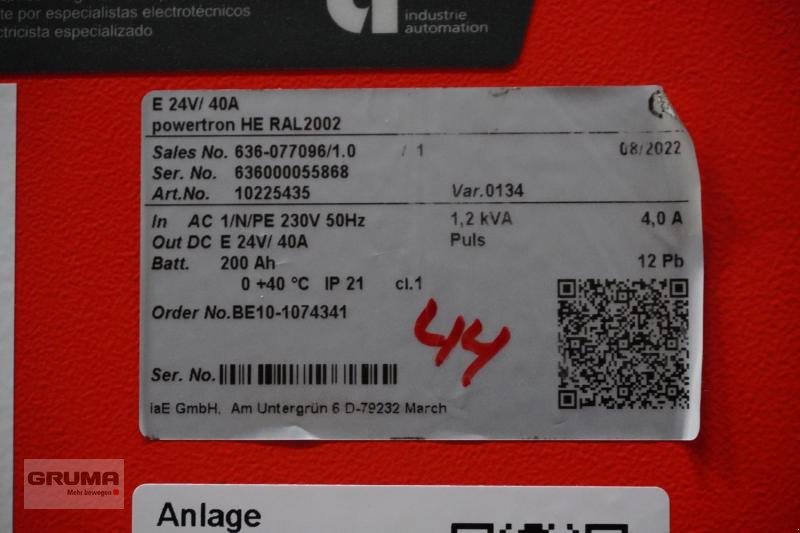 te por especialistas electrotécnicos
ctricista especializado
industrie
automation
E 24V/ 40A
powertron HE RAL2002
Sales No. 636-077096/1.0 / 1 08/2022
Ser. No. 636000055868
Art.No. 10225435 Var.0134
In AC 1/N/PE 230V 50Hz 1,2 kVA 4,0 A
Out DC E 24V/ 40A Puls
Batt. 200 Ah 12 Pb
0 +40 °C IP 21 cl.1
Order No.BE10-1074341
44
Ser. No.
iaE GmbH, Am Untergrün 6 D-79232 March
GRUMA
Mehr bewegen
Anlage